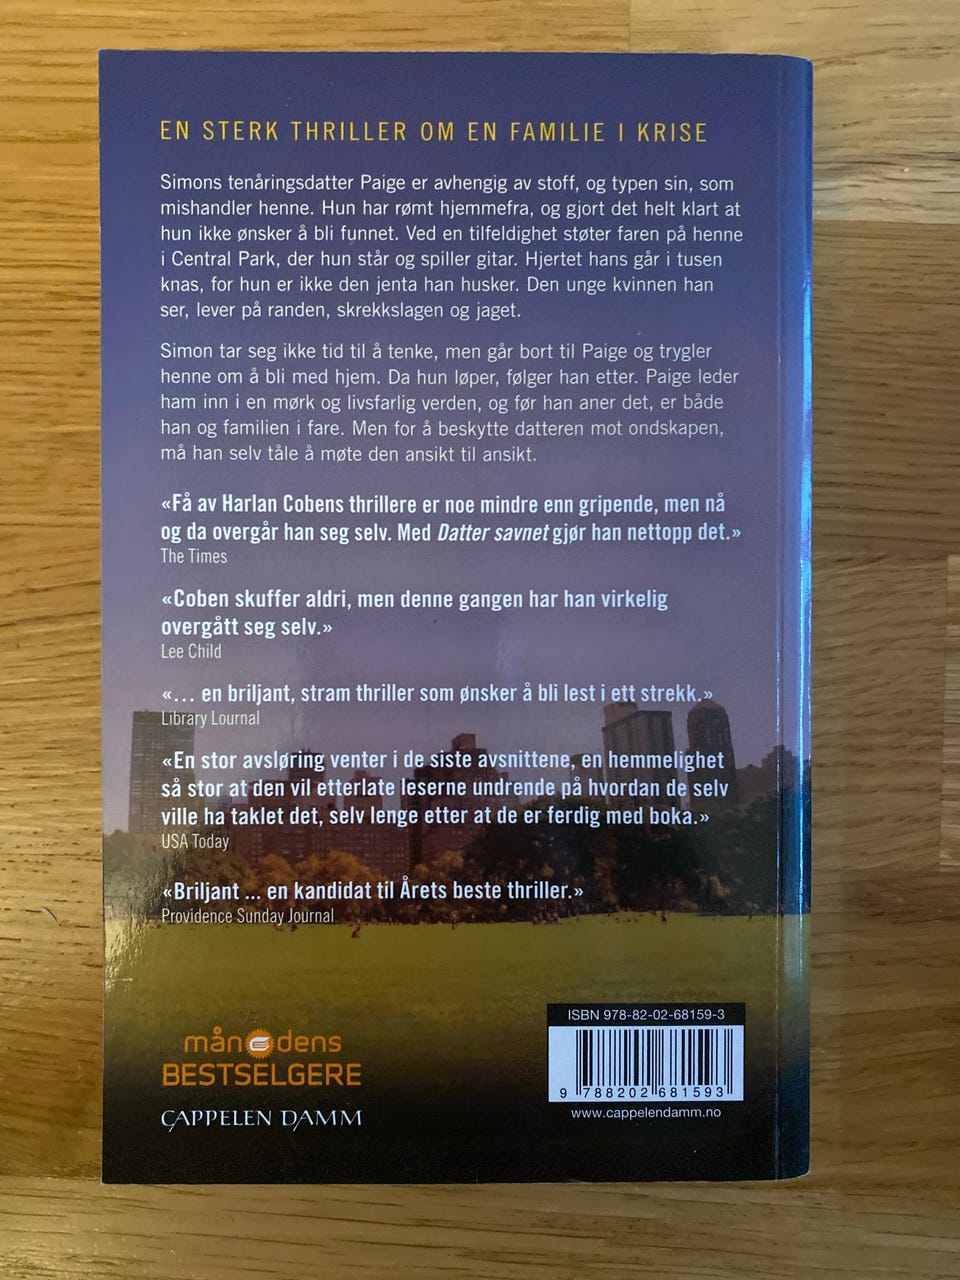 EN STERK THRILLER OM EN FAMILIE I KRISE
Simons tenåringsdatter Paige er avhengig av stoff, og typen sin, som
mishandler henne. Hun har rømt hjemmefra, og gjort det helt klart at
hun ikke ønsker å bli funnet. Ved en tilfeldighet støter faren på henne
i Central Park, der hun står og spiller gitar. Hjertet hans går i tusen
knas, for hun er ikke den jenta han husker. Den unge kvinnen han
ser, lever på randen, skrekkslagen og jaget.
Simon tar seg ikke tid til å tenke, men går bort til Paige og trygler
henne om å bli med hjem. Da hun løper, følger han etter. Paige leder
ham inn i en mørk og livsfarlig verden, og før han aner det, er både
han og familien i fare. Men for å beskytte datteren mot ondskapen,
må han selv tåle å møte den ansikt til ansikt.
«Få av Harlan Cobens thrillere er noe mindre enn gripende, men nå
og da overgår han seg selv. Med Datter savnet gjør han nettopp det.»
The Times
«Coben skuffer aldri, men denne gangen har han virkelig
overgått seg selv.»
Lee Child
«… en briljant, stram thriller som ønsker å bli lest i ett strekk.»
Library Journal
«En stor avsløring venter i de siste avsnittene, en hemmelighet
så stor at den vil etterlate leserne undrende på hvordan de selv
ville ha taklet det, selv lenge etter at de er ferdig med boka.»
USA Today
«Briljant ... en kandidat til Årets beste thriller.»
Providence Sunday Journal
månedens
BESTSELGERE
CAPPELEN DAMM
ISBN 978-82-02-68159-3
9 788202 681593
www.cappelendamm.no